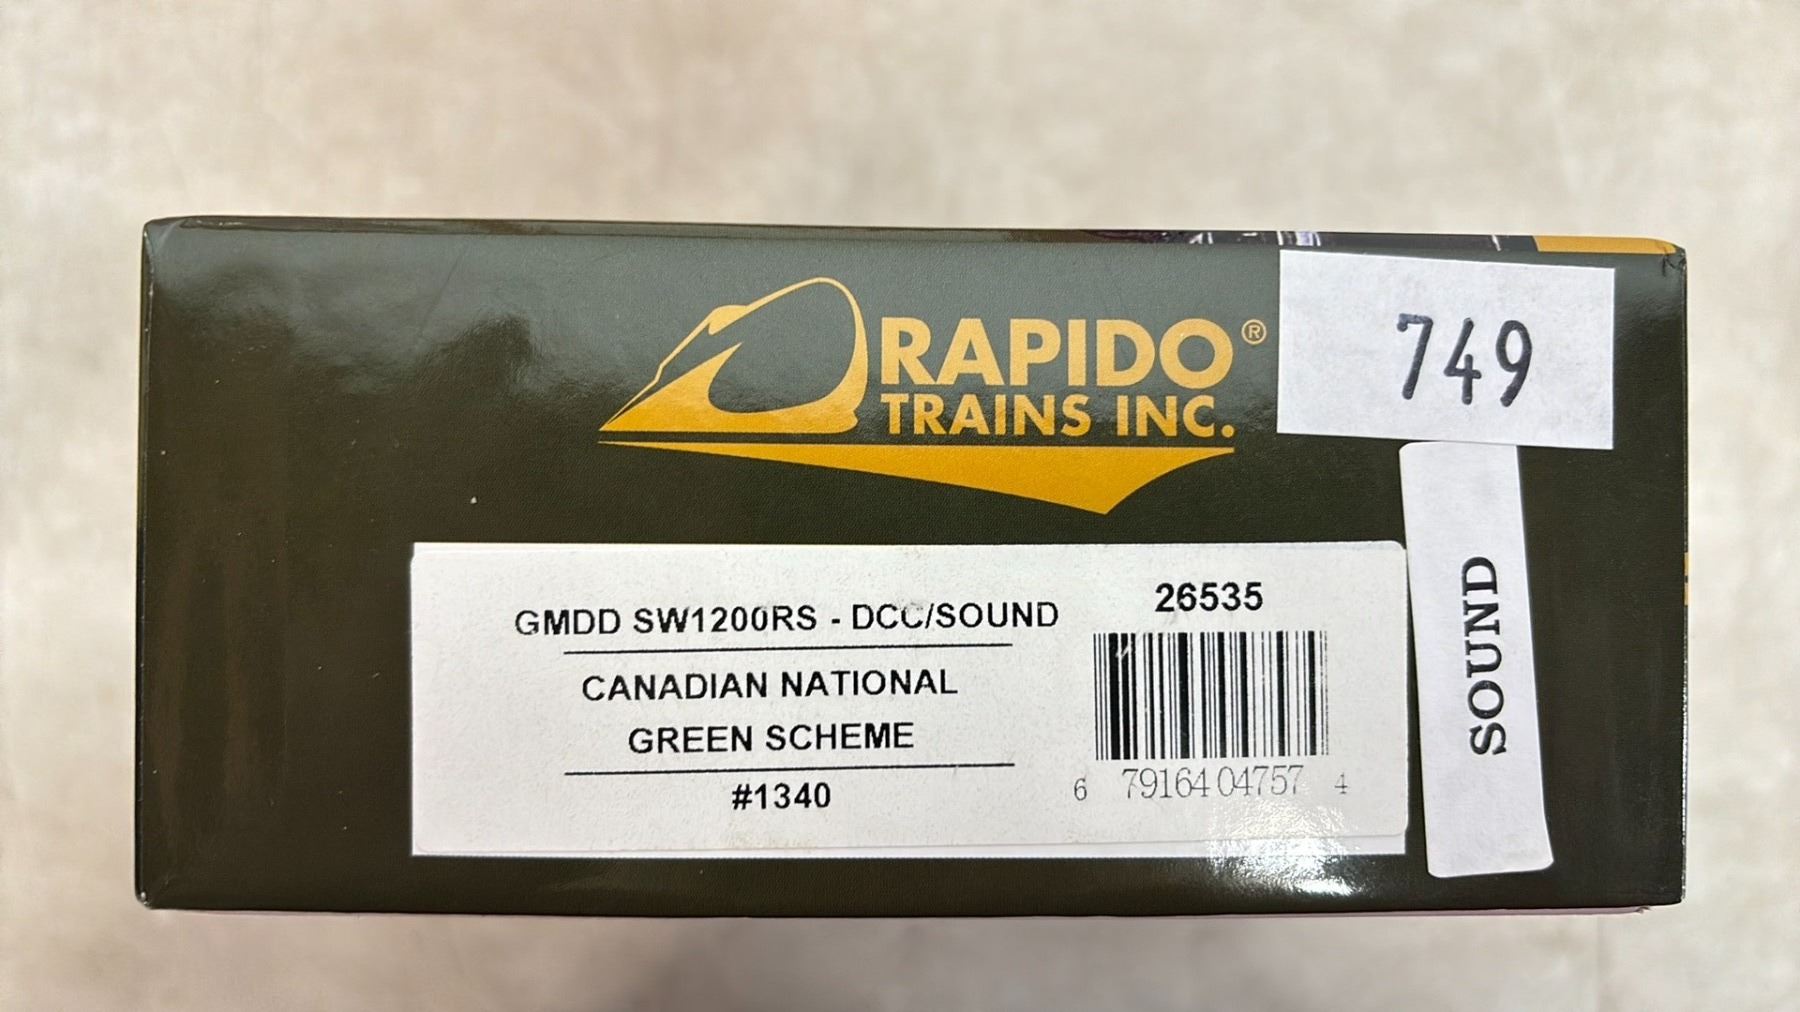 RAPIDO®
TRAINS INC.
749
SOUND
GMDD SW1200RS - DCC/SOUND
CANADIAN NATIONAL
GREEN SCHEME
#1340
26535
6 79164 04757 4